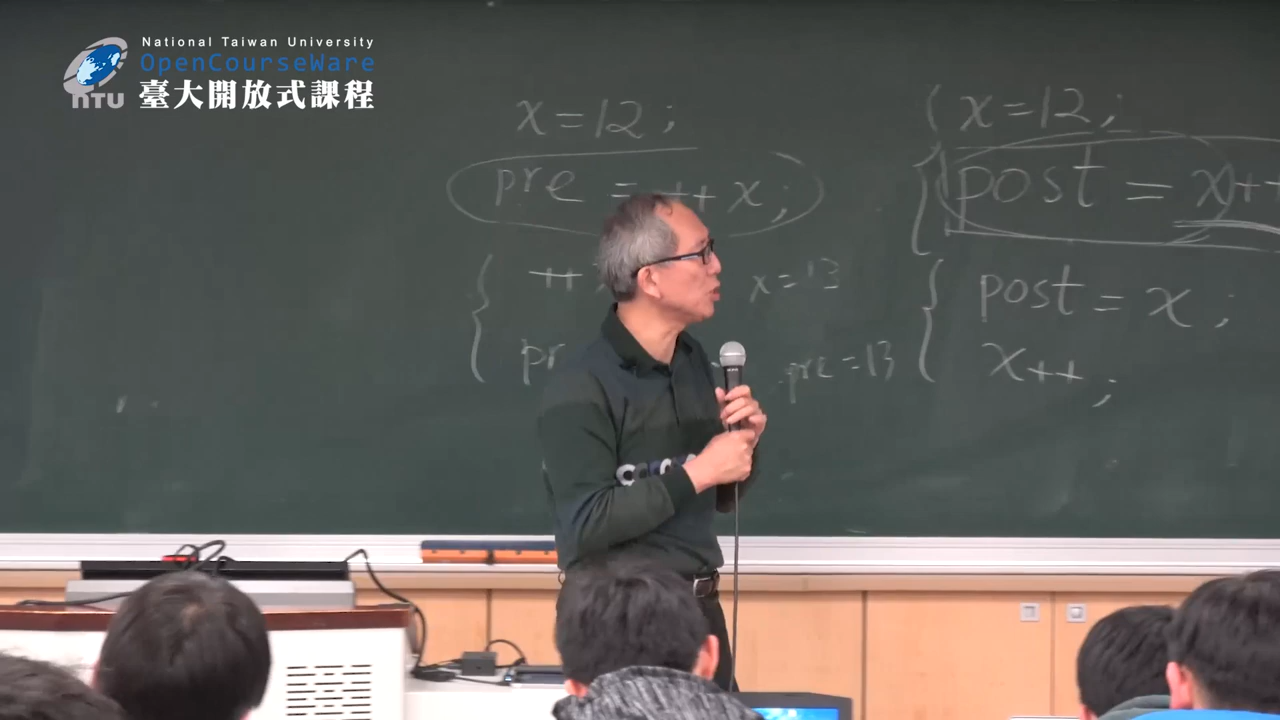 National Taiwan University
OpenCourseWare
臺大開放式課程
NTU
x=12;
pre = ++x;
++
x=13
pre=13
{ x=12;
{ post = x++
{ post = x;
x++;